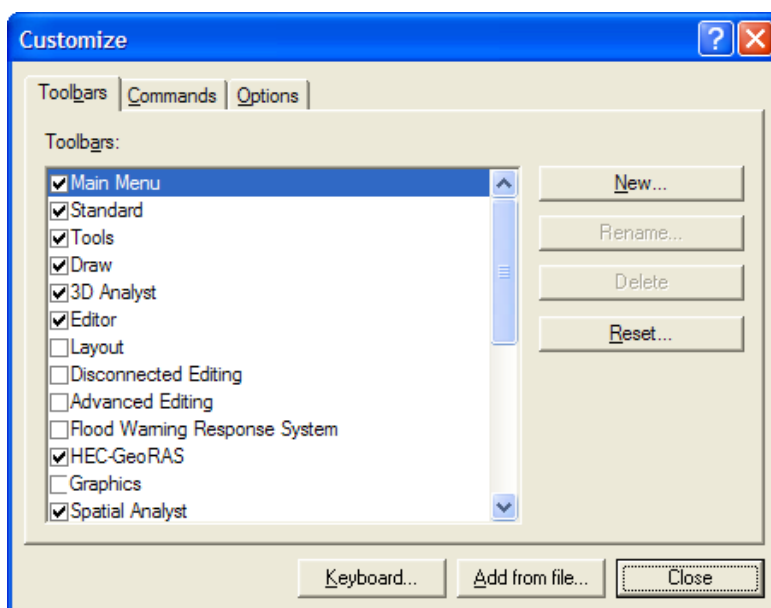 Customize
Toolbars Commands Options
Toolbars:
Main Menu
Standard
Tools
Draw
3D Analyst
Editor
Layout
Disconnected Editing
Advanced Editing
Flood Warning Response System
HEC-GeoRAS
Graphics
Spatial Analyst
New...
Rename...
Delete
Reset...
Keyboard... Add from file... Close